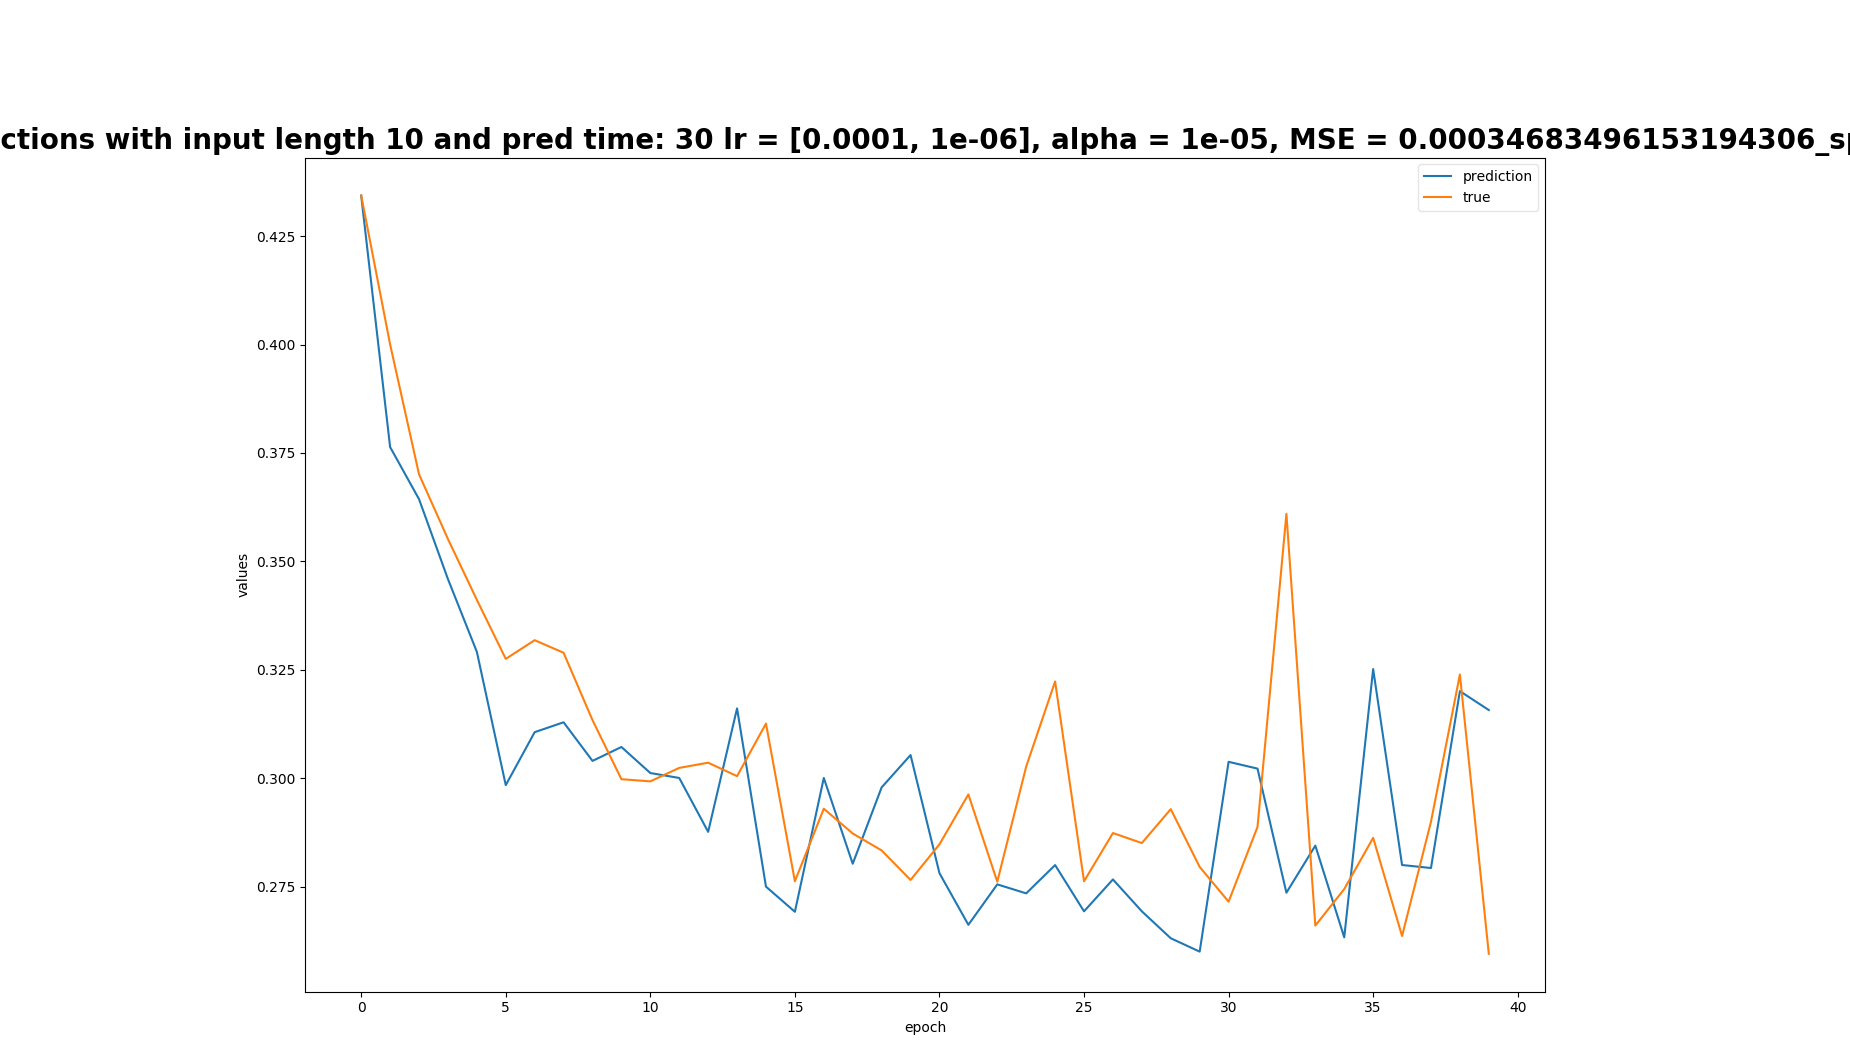 ctions with input length 10 and pred time: 30 lr = [0.0001, 1e-06], alpha = 1e-05, MSE = 0.00034683496153194306_sp
prediction
true
0.425
0.400
0.375
0.350
0.325
0.300
0.275
values
0 5 10 15 20 25 30 35 40
epoch